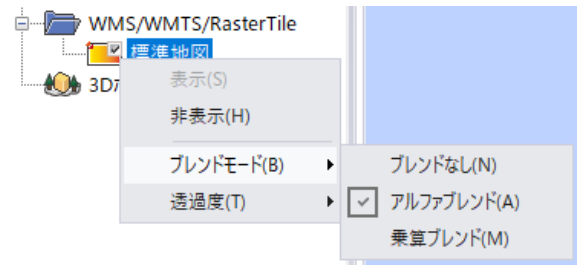 WMS/WMTS/RasterTile
標準地図
3D
表示(S)
非表示(H)
ブレンドモード(B)
透過度(T)
ブレンドなし(N)
アルファブレンド(A)
乗算ブレンド(M)